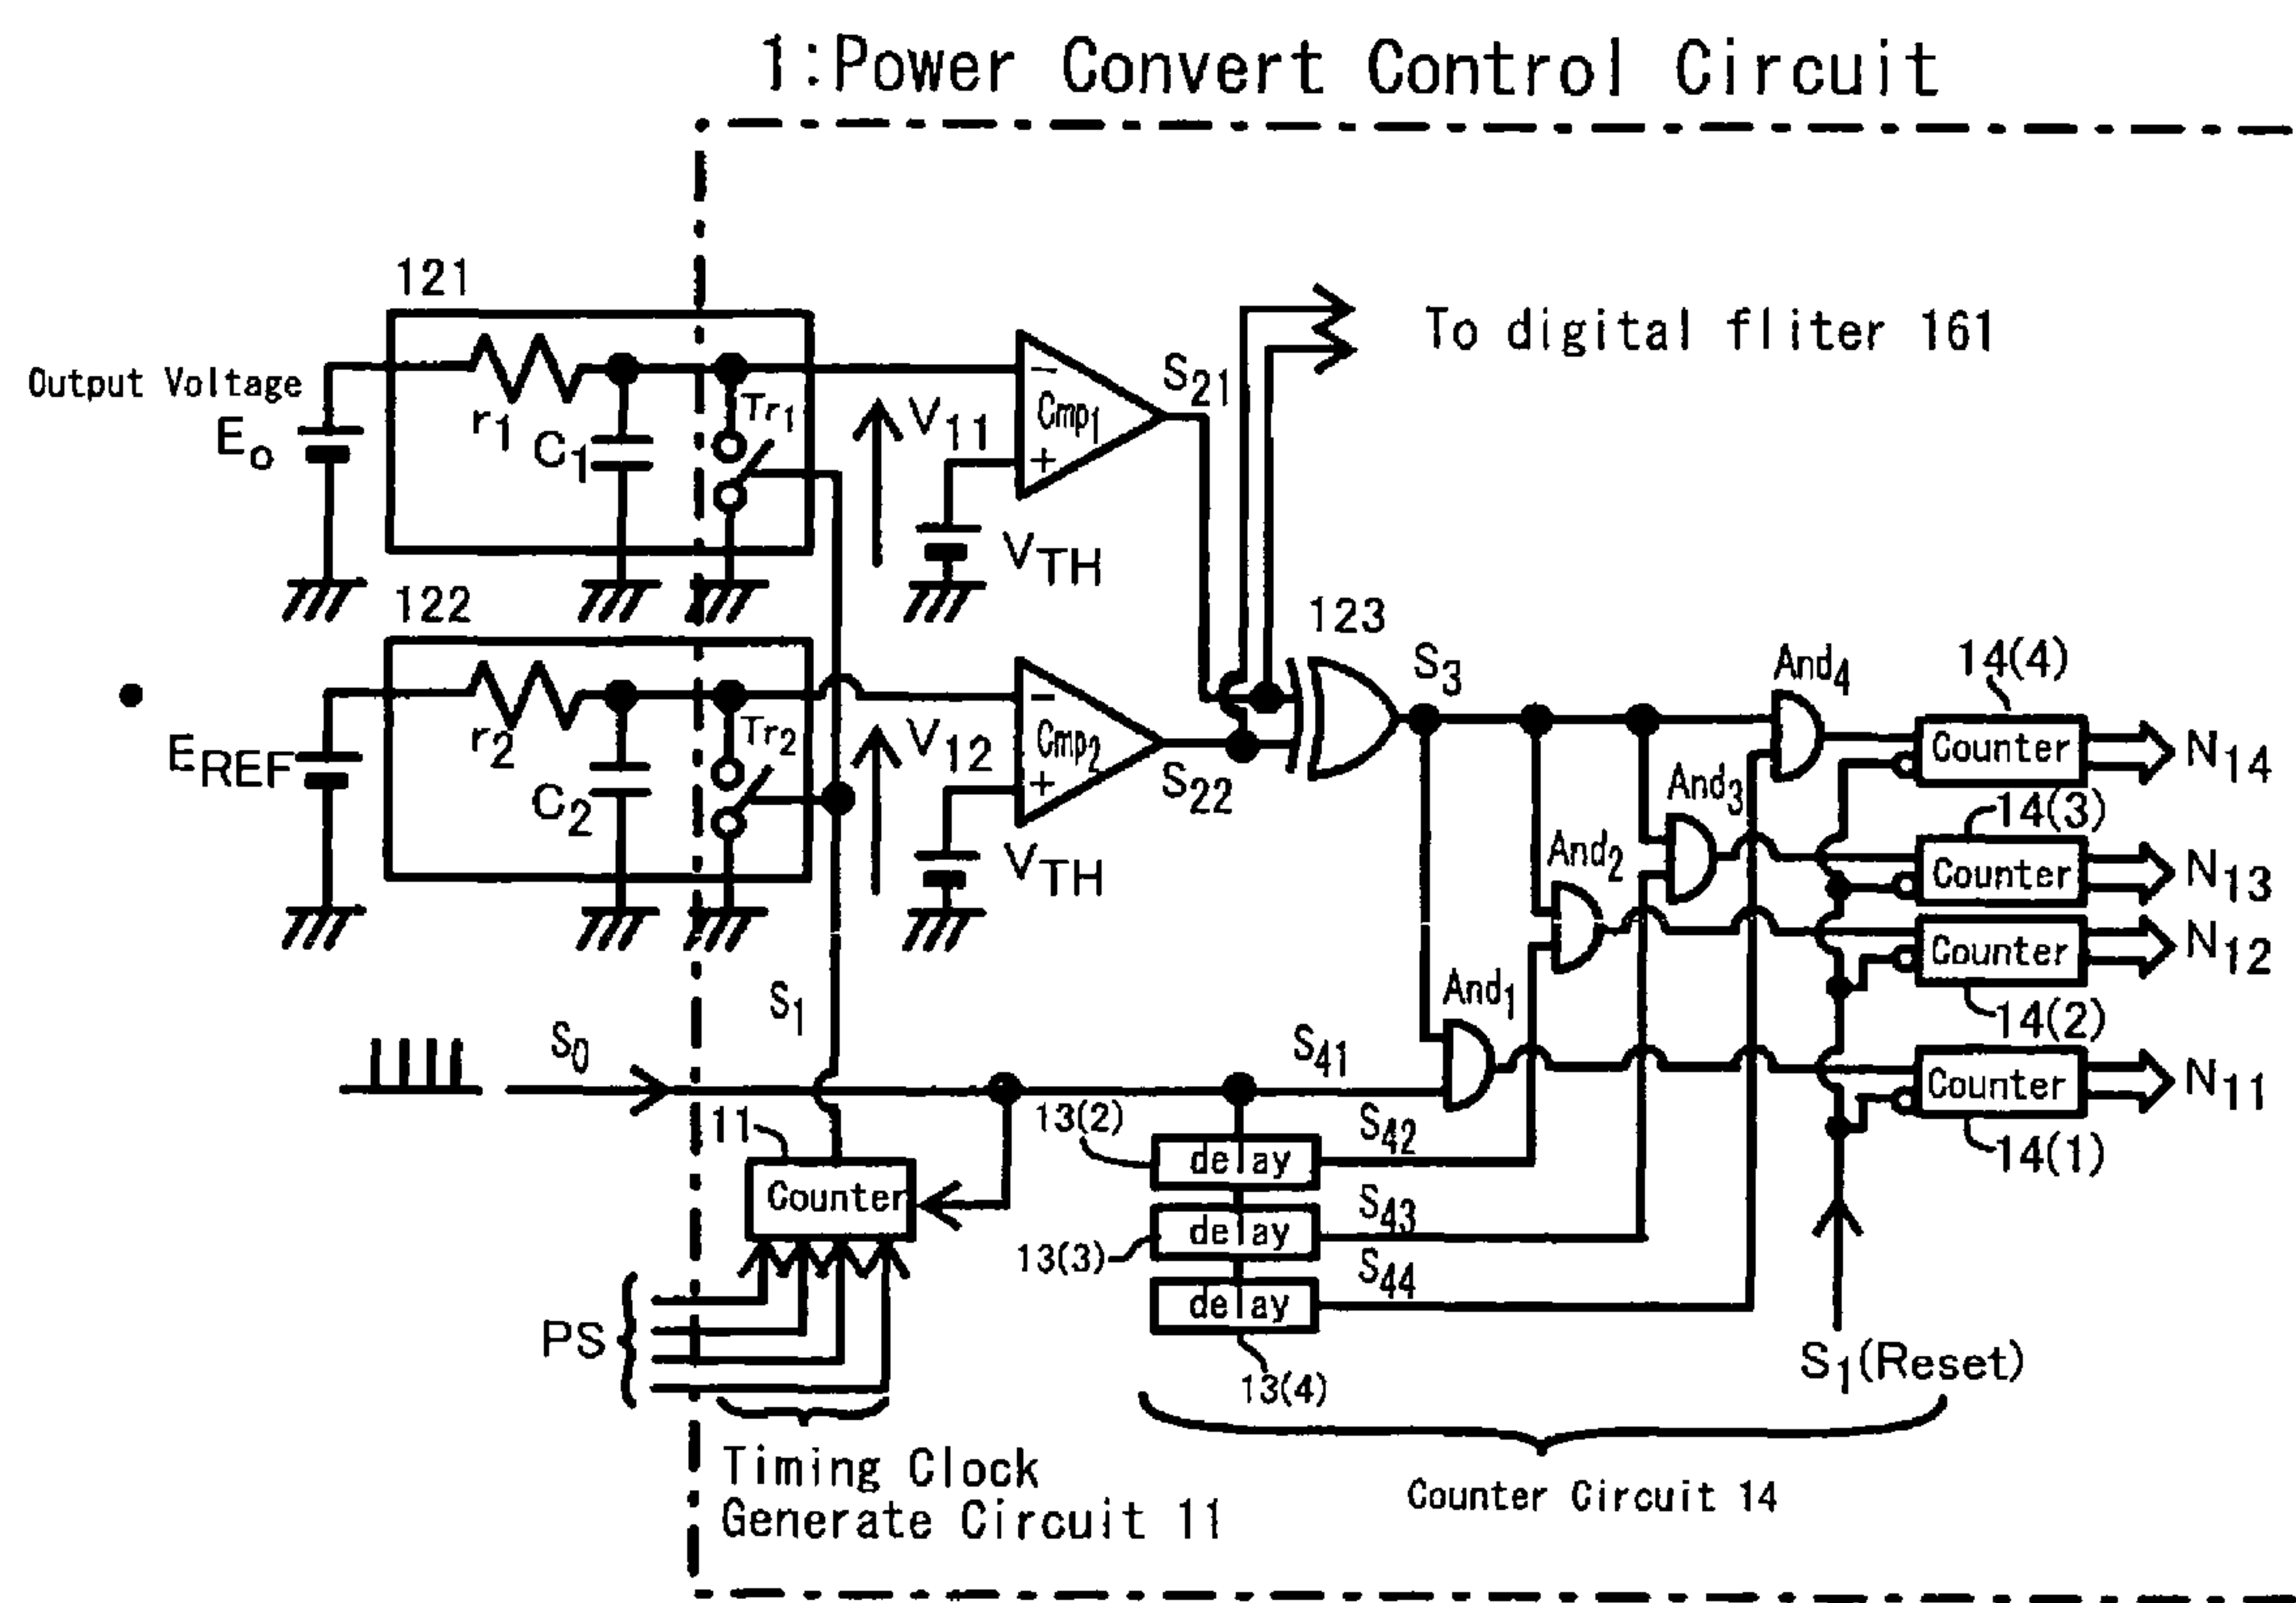 1:Power Convert Control Circuit
121
Output Voltage
Eo
r1
C1
Tr1
V11
-
Cmp1
+
VTH
S21
To digital fliter 161
122
EREF
r2
C2
Tr2
V12
-
Cmp2
+
VTH
S22
123
S3
And4
14(4)
Counter
N14
And3
14(3)
Counter
N13
And2
Counter
N12
14(2)
And1
Counter
N11
14(1)
S1
S0
S41
11
Counter
13(2)
delay
S42
13(3)
delay
S43
delay
S44
13(4)
PS
S1(Reset)
Timing Clock
Generate Circuit 11
Counter Circuit 14